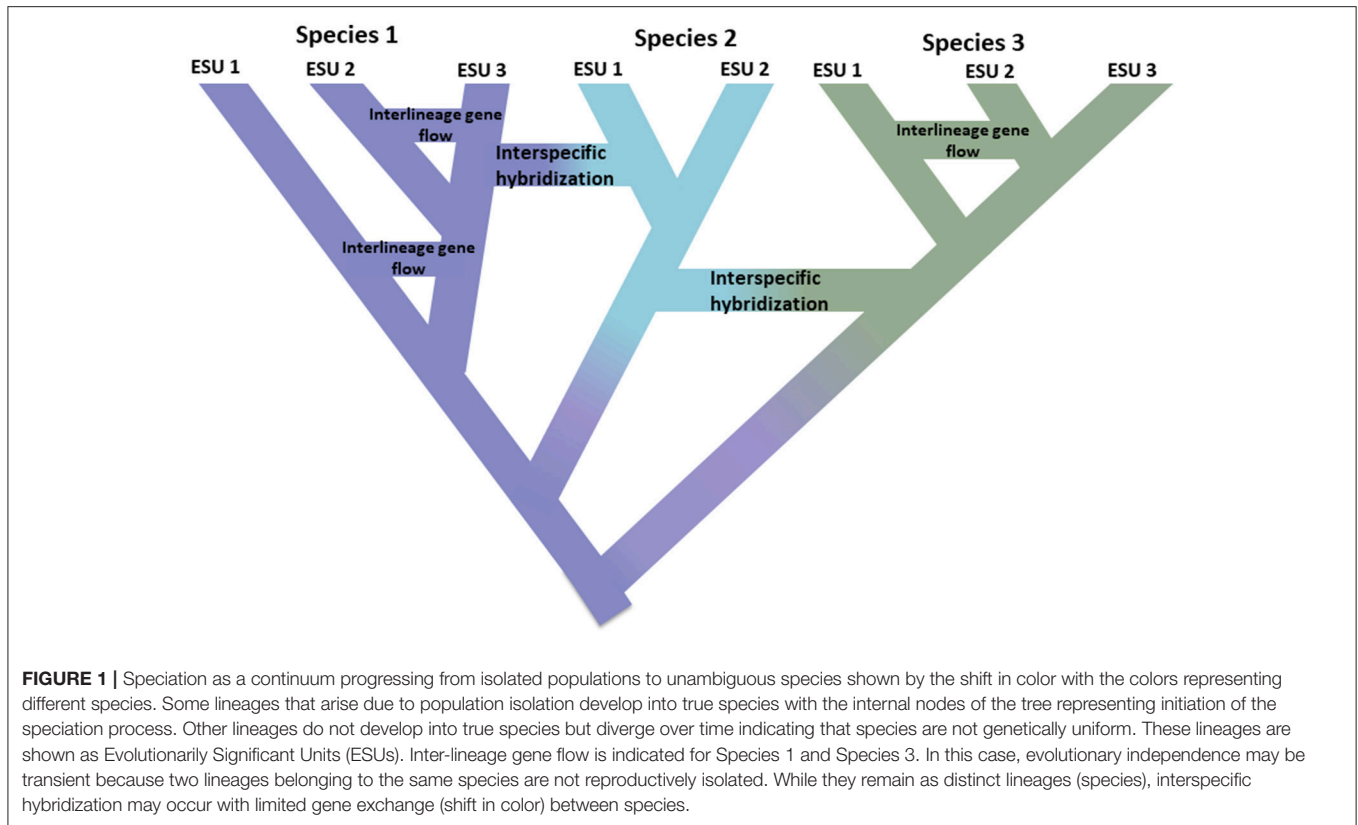 Species 1
Species 2
Species 3
ESU 1
ESU 2
ESU 3
ESU 1
ESU 2
ESU 1
ESU 2
ESU 3
Interlineage gene
flow
Interspecific
hybridization
Interlineage gene
flow
Interlineage gene
flow
Interspecific
hybridization
FIGURE 1 | Speciation as a continuum progressing from isolated populations to unambiguous species shown by the shift in color with the colors representing
different species. Some lineages that arise due to population isolation develop into true species with the internal nodes of the tree representing initiation of the
speciation process. Other lineages do not develop into true species but diverge over time indicating that species are not genetically uniform. These lineages are
shown as Evolutionarily Significant Units (ESUs). Inter-lineage gene flow is indicated for Species 1 and Species 3. In this case, evolutionary independence may be
transient because two lineages belonging to the same species are not reproductively isolated. While they remain as distinct lineages (species), interspecific
hybridization may occur with limited gene exchange (shift in color) between species.